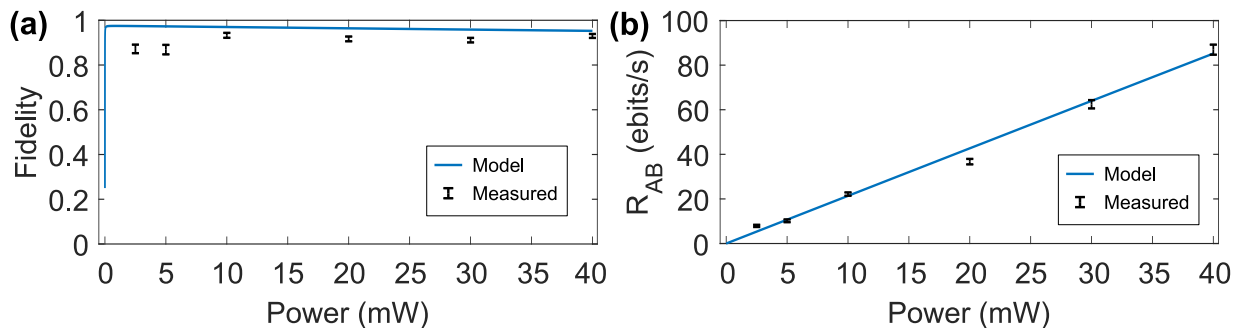 (a)
1
0.8
0.6
0.4
0.2
0
Fidelity
Model
Measured
0 5 10 15 20 25 30 35 40
Power (mW)
(b)
100
80
60
40
20
0
R_AB (ebits/s)
Model
Measured
0 5 10 15 20 25 30 35 40
Power (mW)